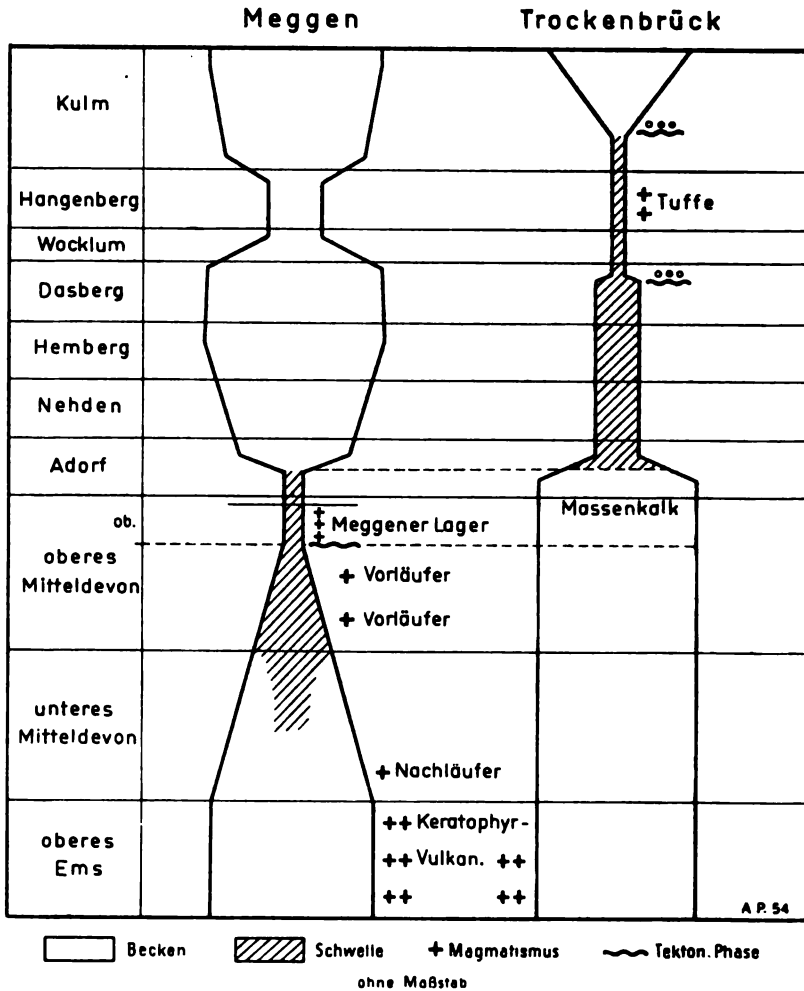 Meggen
Trockenbrück
Kulm
Hangenberg
Tuffe
Wocklum
Dasberg
Hemberg
Nehden
Adorf
Massenkalk
ob.
Meggener Lager
oberes
Mitteldevon
Vorläufer
Vorläufer
unteres
Mitteldevon
Nachläufer
oberes
Ems
Keratophyr-
Vulkan.
A P. 54
Becken
Schwelle
Magmatismus
Tekton. Phase
ohne Maßstab